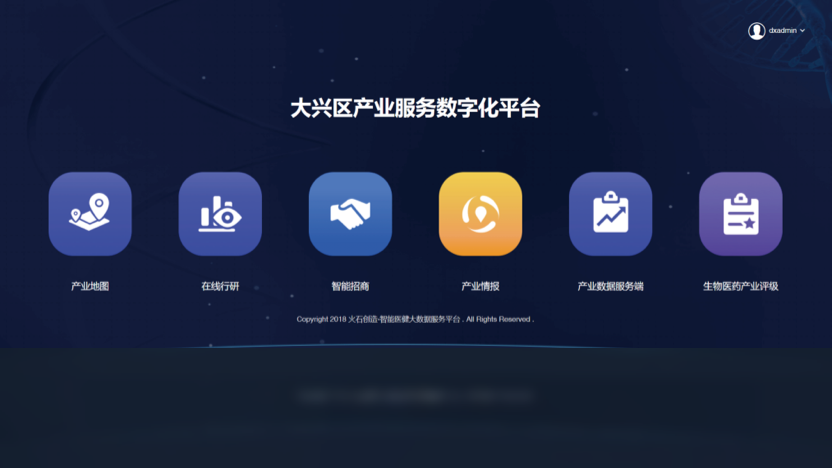 dxadmin
大兴区产业服务数字化平台
产业地图
在线行研
智能招商
产业情报
产业数据服务端
生物医药产业评级
Copyright 2018 火石创造-智能医健大数据服务平台 . All Rights Reserved .